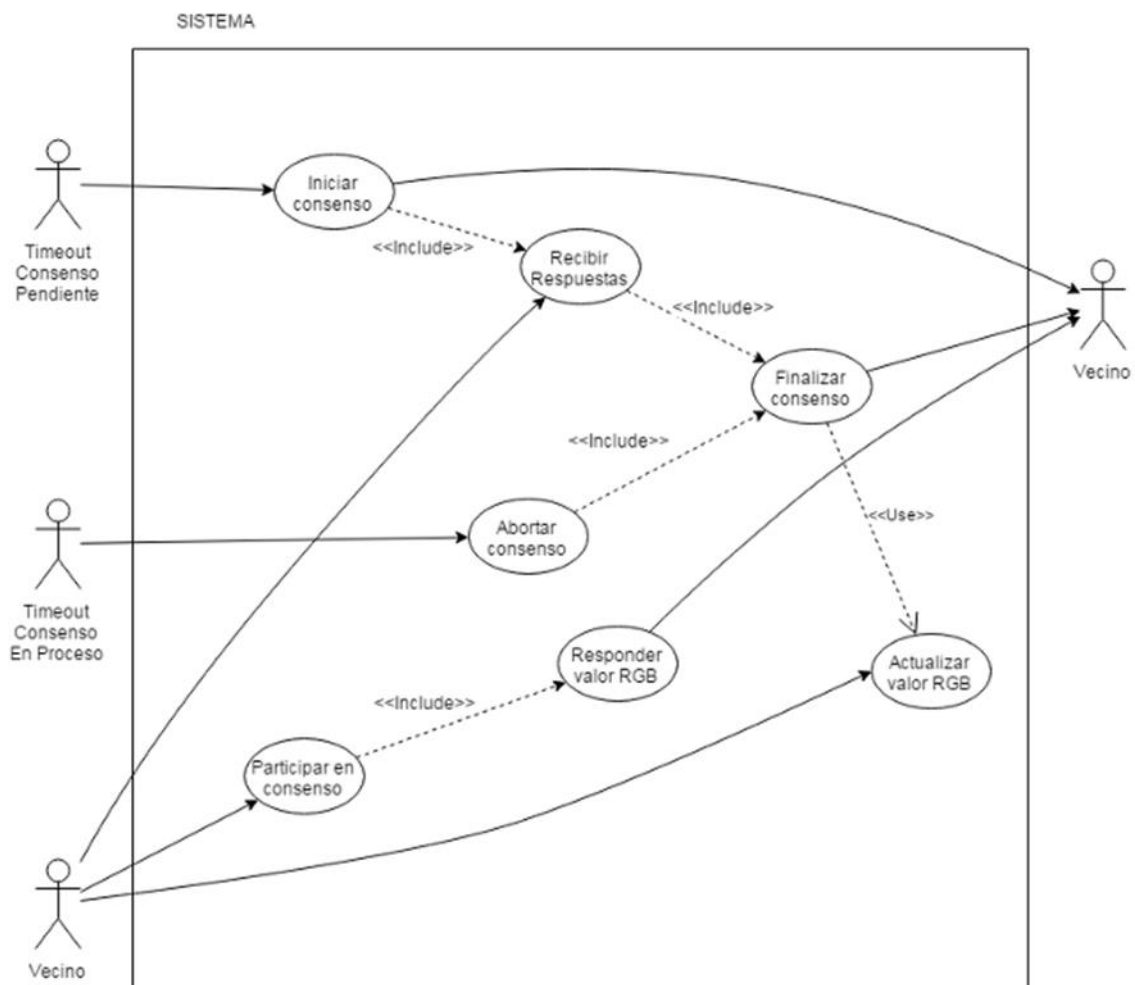 SISTEMA
Iniciar
consenso
Timeout
Consenso
Pendiente
<<Include>>
Recibir
Respuestas
<<Include>>
Finalizar
consenso
Vecino
<<Include>>
Abortar
consenso
<<Use>>
Timeout
Consenso
En Proceso
Responder
valor RGB
Actualizar
valor RGB
<<Include>>
Participar en
consenso
Vecino